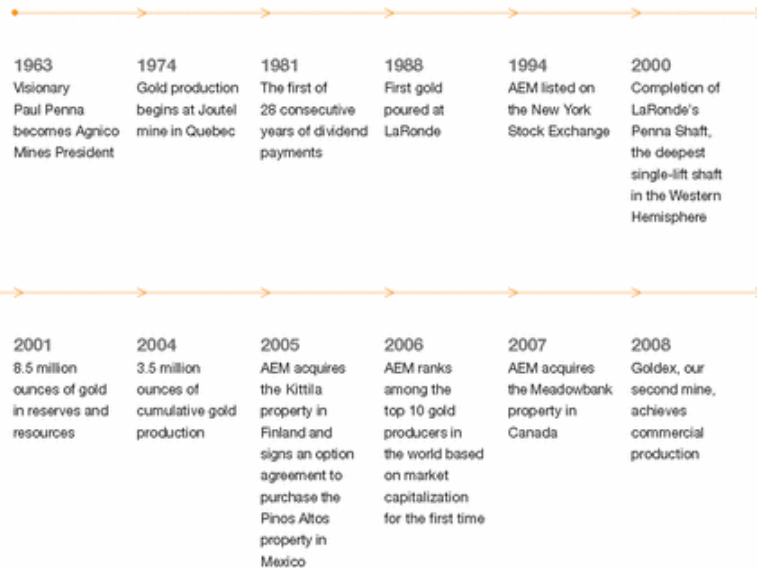 1963
Visionary
Paul Penna
becomes Agnico
Mines President
1974
Gold production
begins at Joutel
mine in Quebec
1981
The first of
28 consecutive
years of dividend
payments
1988
First gold
poured at
LaRonde
1994
AEM listed on
the New York
Stock Exchange
2000
Completion of
LaRonde's
Penna Shaft,
the deepest
single-lift shaft
in the Western
Hemisphere
2001
8.5 million
ounces of gold
in reserves and
resources
2004
3.5 million
ounces of
cumulative gold
production
2005
AEM acquires
the Kittila
property in
Finland and
signs an option
agreement to
purchase the
Pinos Altos
property in
Mexico
2006
AEM ranks
among the
top 10 gold
producers in
the world based
on market
capitalization
for the first time
2007
AEM acquires
the Meadowbank
property in
Canada
2008
Goldex, our
second mine,
achieves
commercial
production